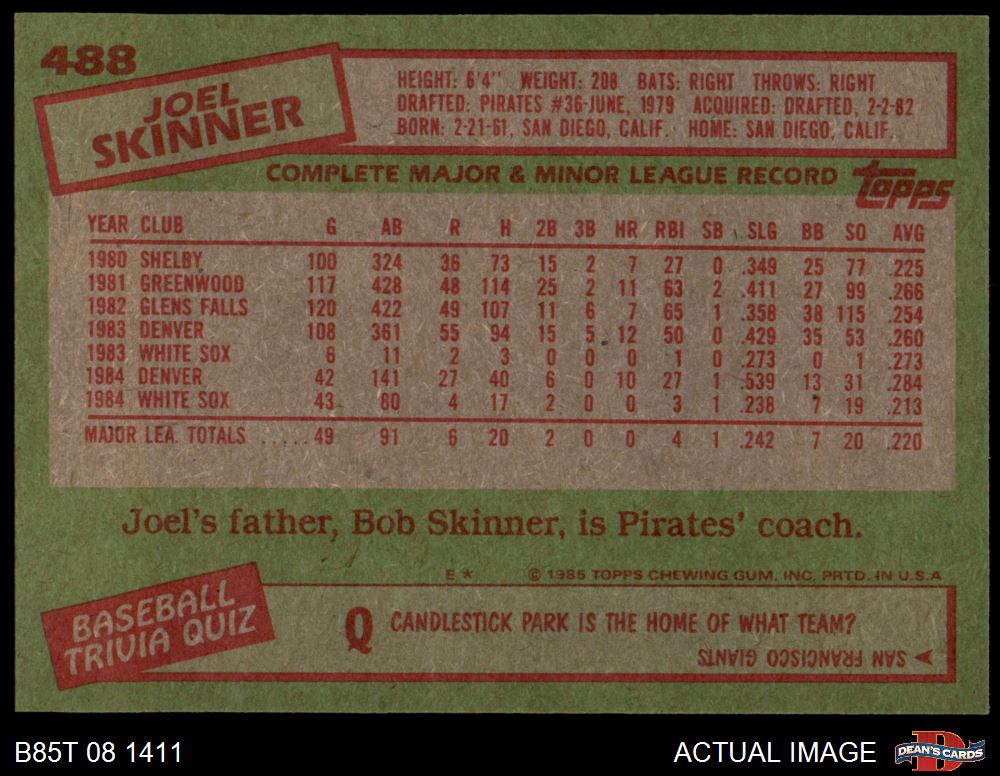 488
JOEL
SKINNER
HEIGHT: 6'4" WEIGHT: 208 BATS: RIGHT THROWS: RIGHT
DRAFTED: PIRATES #36-JUNE, 1979 ACQUIRED: DRAFTED, 2-2-82
BORN: 2-21-61, SAN DIEGO, CALIF. HOME: SAN DIEGO, CALIF.
COMPLETE MAJOR & MINOR LEAGUE RECORD topps
YEAR CLUB G AB R H 2B 3B HR RBI SB SLG BB SO AVG
1980 SHELBY 100 324 36 73 15 2 7 27 0 .349 25 77 .225
1981 GREENWOOD 117 428 48 114 25 2 11 63 2 .411 27 99 .266
1982 GLENS FALLS 120 422 49 107 11 6 7 65 1 .358 38 115 .254
1983 DENVER 108 361 55 94 15 5 12 50 0 .429 35 53 .260
1983 WHITE SOX 6 11 2 3 0 0 0 1 0 .273 0 1 .273
1984 DENVER 42 141 27 40 6 0 10 27 1 .539 13 31 .284
1984 WHITE SOX 43 80 4 17 2 0 0 3 1 .238 7 19 .213
MAJOR LEA. TOTALS ..... 49 91 6 20 2 0 0 4 1 .242 7 20 .220
Joel's father, Bob Skinner, is Pirates' coach.
E * © 1985 TOPPS CHEWING GUM, INC. PRTD. IN U.S.A
BASEBALL
TRIVIA QUIZ
Q CANDLESTICK PARK IS THE HOME OF WHAT TEAM?
SAN FRANCISCO GIANTS
B85T 08 1411 ACTUAL IMAGE DEAN'S CARDS